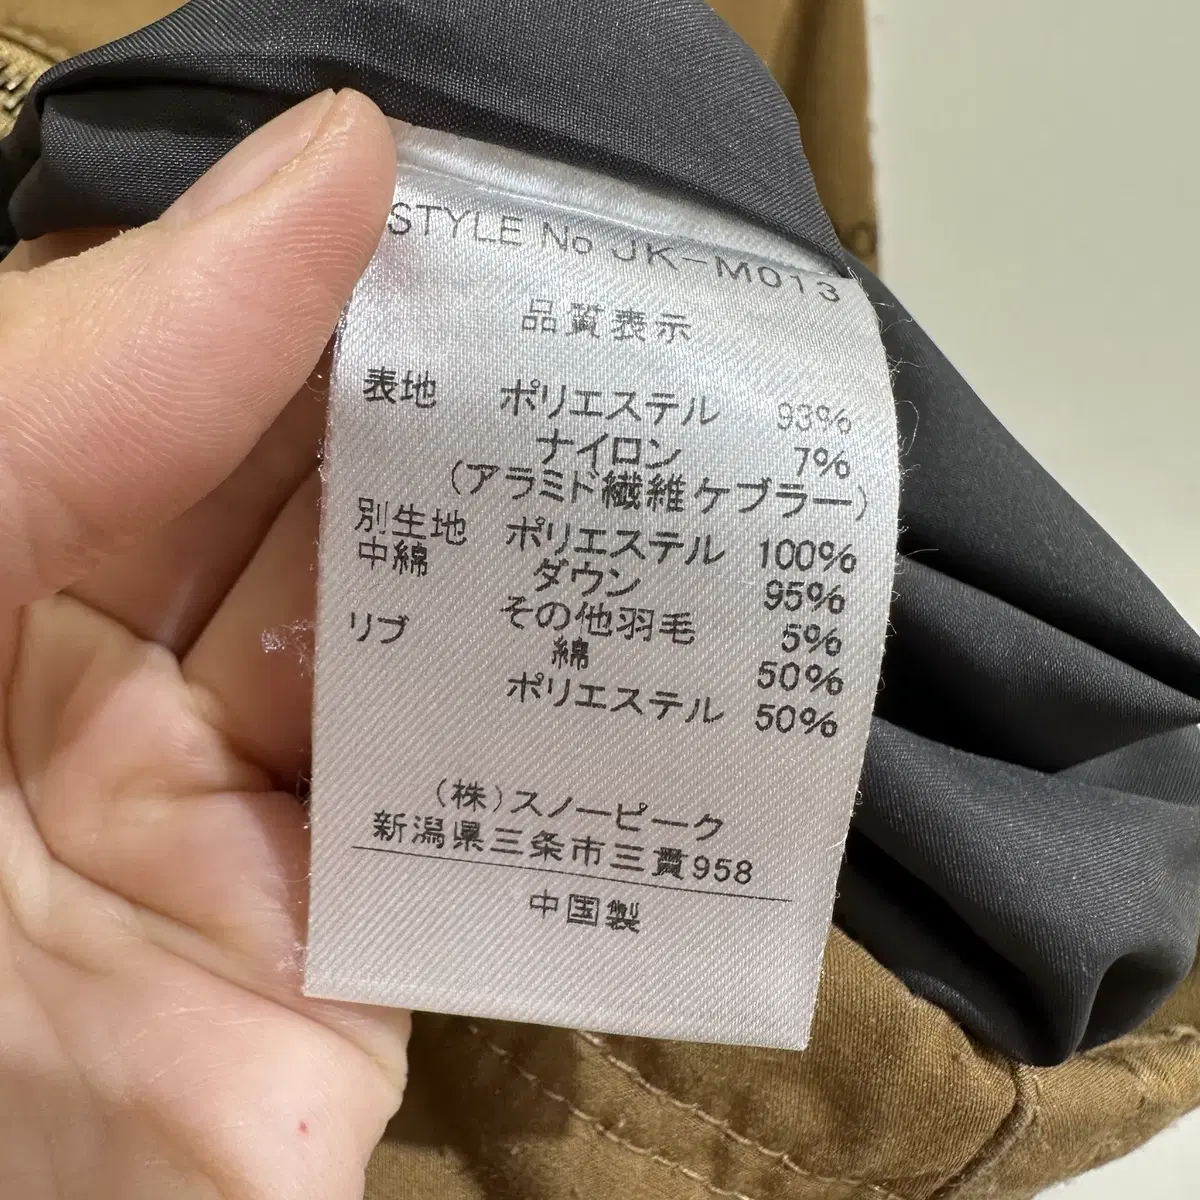 STYLE No JK-M013
品質表示
表地 ポリエステル 93%
ナイロン 7%
(アラミド繊維ケブラー)
別生地 ポリエステル 100%
中綿 ダウン 95%
その他羽毛 5%
リブ 綿 50%
ポリエステル 50%
(株)スノーピーク
新潟県三条市三貫958
中国製